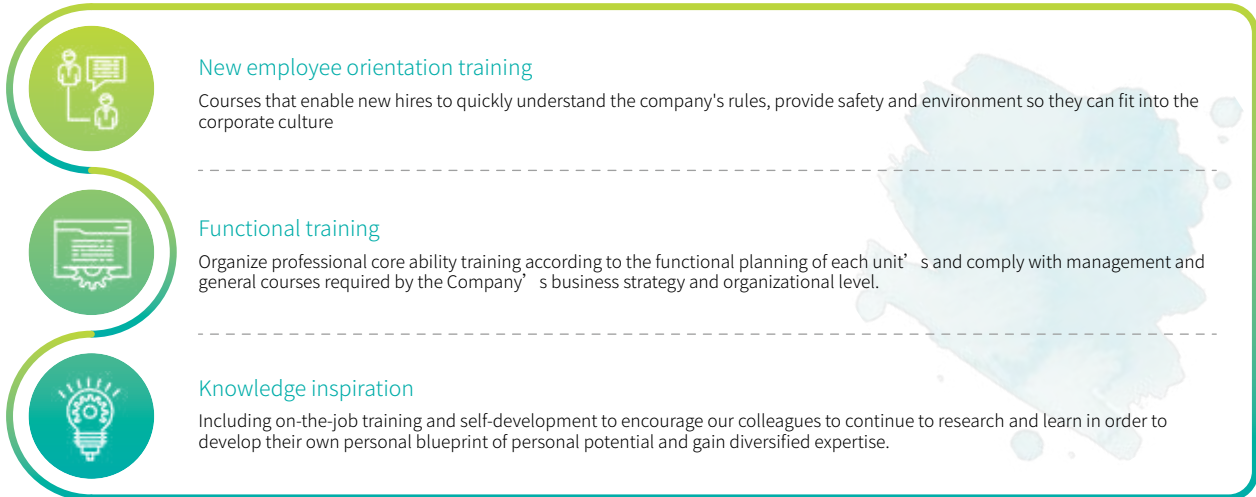 New employee orientation training
Courses that enable new hires to quickly understand the company's rules, provide safety and environment so they can fit into the
corporate culture
Functional training
Organize professional core ability training according to the functional planning of each unit’ s and comply with management and
general courses required by the Company’ s business strategy and organizational level.
Knowledge inspiration
Including on-the-job training and self-development to encourage our colleagues to continue to research and learn in order to
develop their own personal blueprint of personal potential and gain diversified expertise.